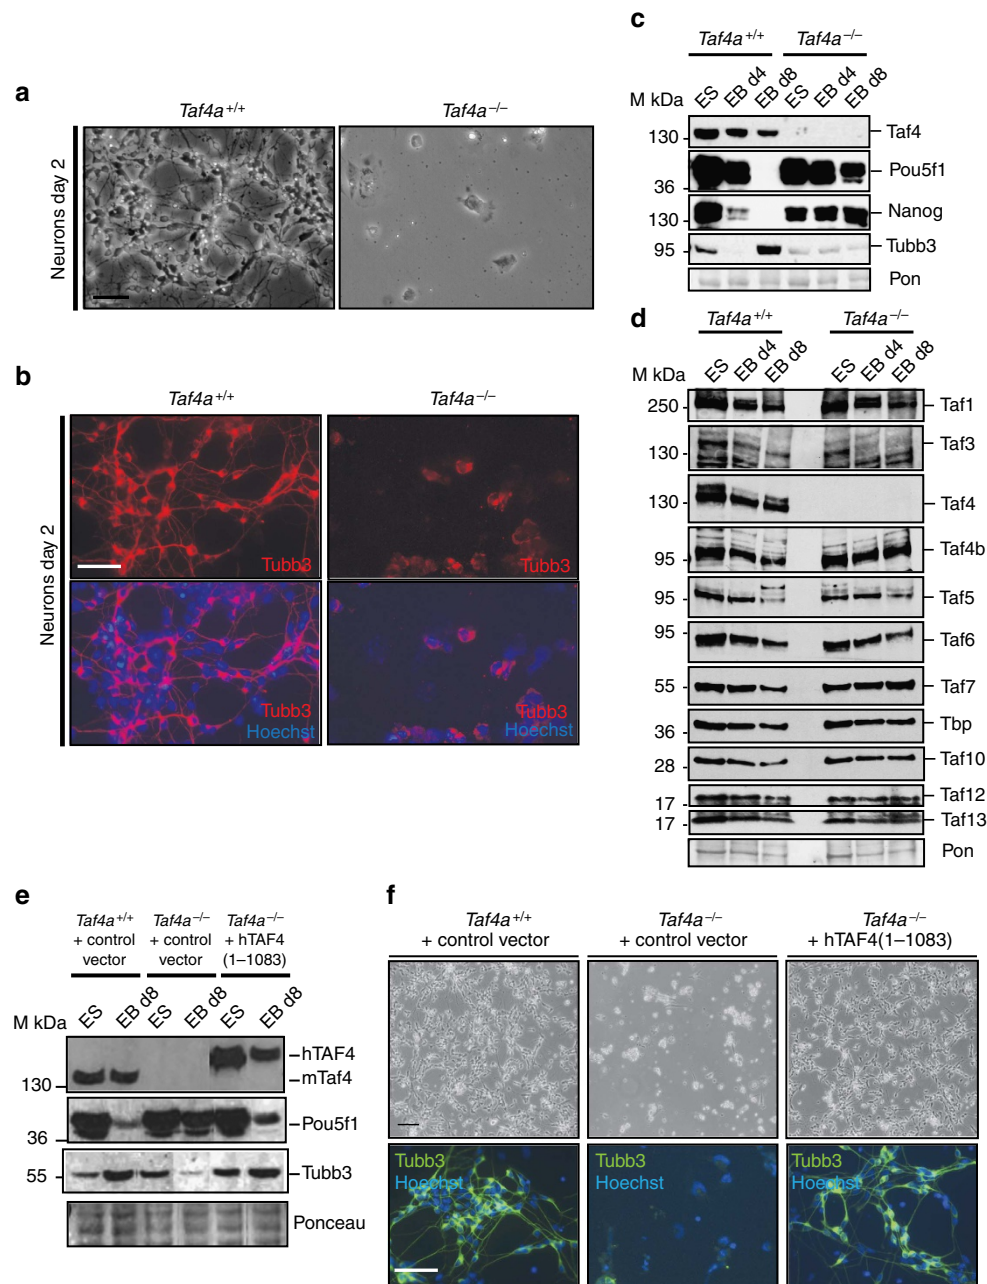 a
Taf4a+/+
Taf4a–/–
Neurons day 2
b
Taf4a+/+
Taf4a–/–
Neurons day 2
Tubb3
Tubb3
Tubb3
Hoechst
Tubb3
Hoechst
c
Taf4a+/+
Taf4a–/–
M kDa
ES
EB d4
EB d8
ES
EB d4
EB d8
130
Taf4
Pou5f1
36
Nanog
130
95
Tubb3
Pon
d
Taf4a+/+
Taf4a–/–
M kDa
ES
EB d4
EB d8
ES
EB d4
EB d8
250
Taf1
Taf3
130
130
Taf4
Taf4b
95
95
Taf5
95
Taf6
55
Taf7
Tbp
36
Taf10
28
Taf12
17
17
Taf13
Pon
e
Taf4a+/+
+ control
vector
Taf4a–/–
+ control
vector
Taf4a–/–
+ hTAF4
(1–1083)
M kDa
ES
EB d8
ES
EB d8
ES
EB d8
hTAF4
mTaf4
130
Pou5f1
36
55
Tubb3
Ponceau
f
Taf4a+/+
+ control vector
Taf4a–/–
+ control vector
Taf4a–/–
+ hTAF4(1–1083)
Tubb3
Hoechst
Tubb3
Hoechst
Tubb3
Hoechst